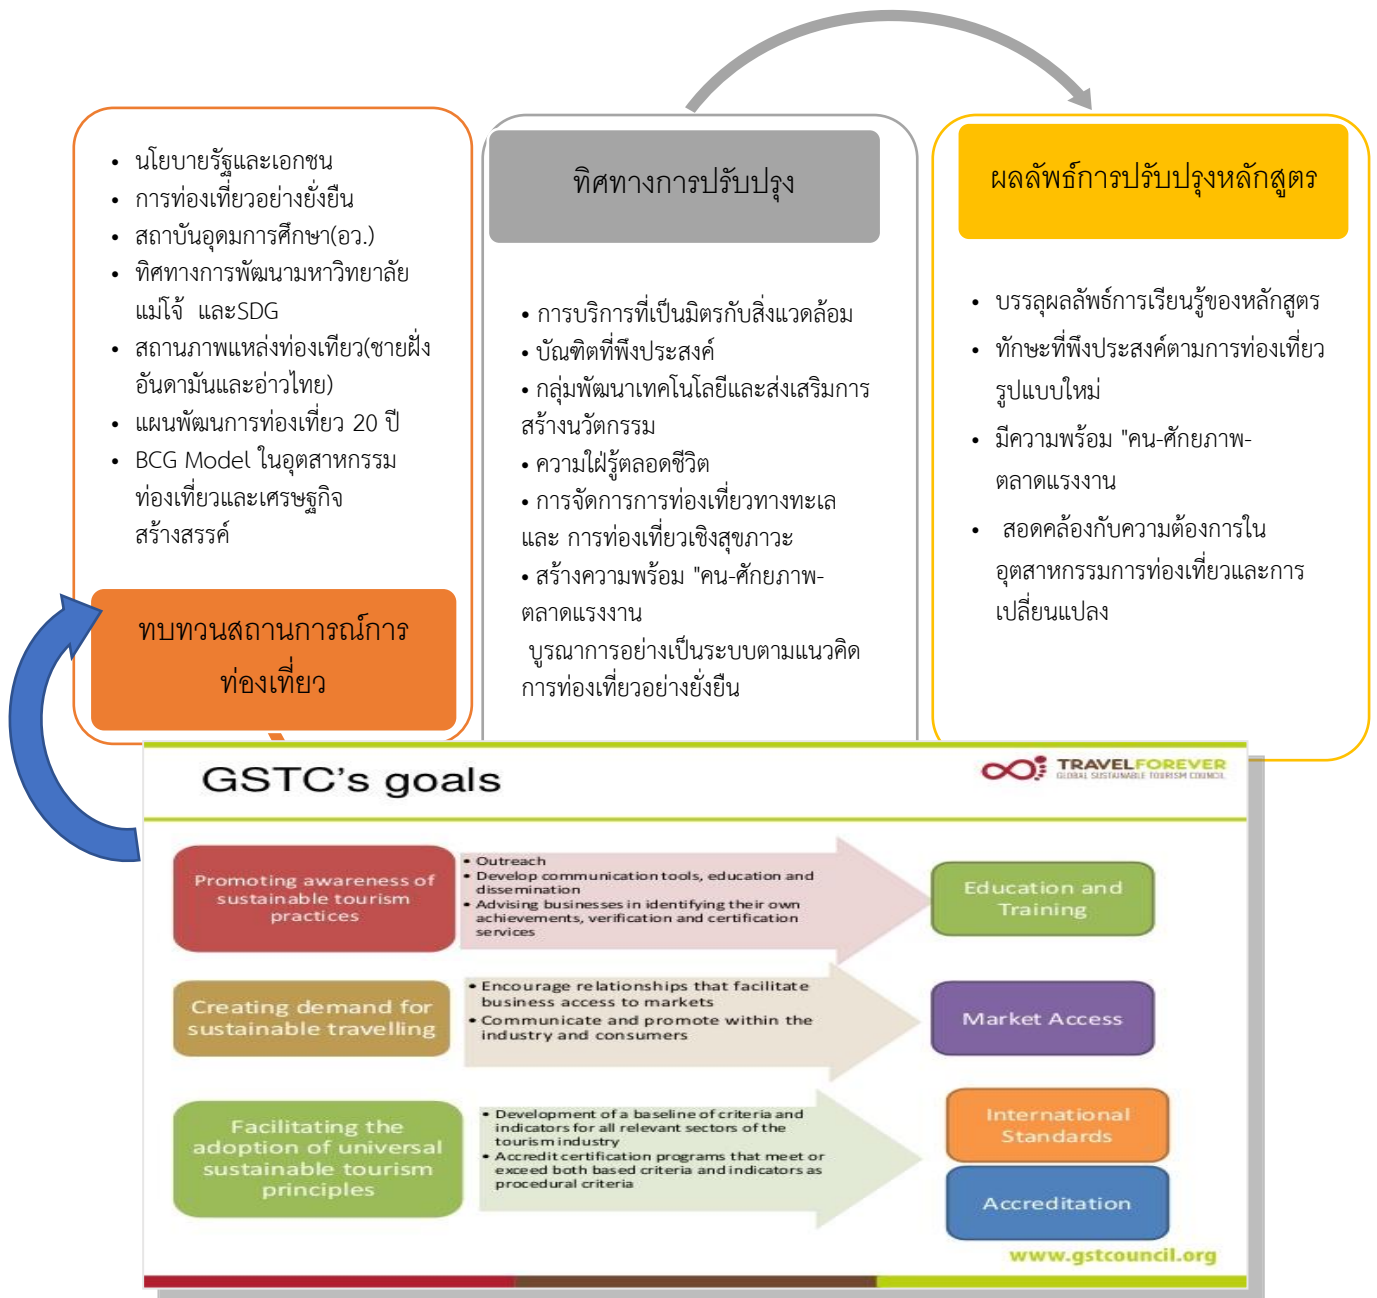 • นโยบายรัฐและเอกชน
• การท่องเที่ยวอย่างยั่งยืน
• สถาบันอุดมการศึกษา(อว.)
• ทิศทางการพัฒนามหาวิทยาลัย
แม่โจ้ และSDG
• สถานภาพแหล่งท่องเทียว(ชายฝั่ง
อันดามันและอ่าวไทย)
• แผนพัฒนการท่องเที่ยว 20 ปี
• BCG Model ในอุตสาหกรรม
ท่องเที่ยวและเศรษฐกิจ
สร้างสรรค์
ทบทวนสถานการณ์การ
ท่องเที่ยว
ทิศทางการปรับปรุง
• การบริการที่เป็นมิตรกับสิ่งแวดล้อม
• บัณฑิตที่พึงประสงค์
• กลุ่มพัฒนาเทคโนโลยีและส่งเสริมการ
สร้างนวัตกรรม
• ความใฝ่รู้ตลอดชีวิต
• การจัดการการท่องเที่ยวทางทะเล
และ การท่องเที่ยวเชิงสุขภาวะ
• สร้างความพร้อม "คน-ศักยภาพ-
ตลาดแรงงาน
บูรณาการอย่างเป็นระบบตามแนวคิด
การท่องเที่ยวอย่างยั่งยืน
ผลลัพธ์การปรับปรุงหลักสูตร
• บรรลุผลลัพธ์การเรียนรู้ของหลักสูตร
• ทักษะที่พึงประสงค์ตามการท่องเที่ยว
รูปแบบใหม่
• มีความพร้อม "คน-ศักยภาพ-
ตลาดแรงงาน
• สอดคล้องกับความต้องการใน
อุตสาหกรรมการท่องเที่ยวและการ
เปลี่ยนแปลง
GSTC's goals
TRAVELFOREVER
GLOBAL SUSTAINABLE TOURISM COUNCIL
Promoting awareness of
sustainable tourism
practices
• Outreach
• Develop communication tools, education and
dissemination
• Advising businesses in identifying their own
achievements, verification and certification
services
Education and
Training
Creating demand for
sustainable travelling
• Encourage relationships that facilitate
business access to markets
• Communicate and promote within the
industry and consumers
Market Access
Facilitating the
adoption of universal
sustainable tourism
principles
• Development of a baseline of criteria and
indicators for all relevant sectors of the
tourism industry
• Accredit certification programs that meet or
exceed both based criteria and indicators as
procedural criteria
International
Standards
Accreditation
www.gstcouncil.org